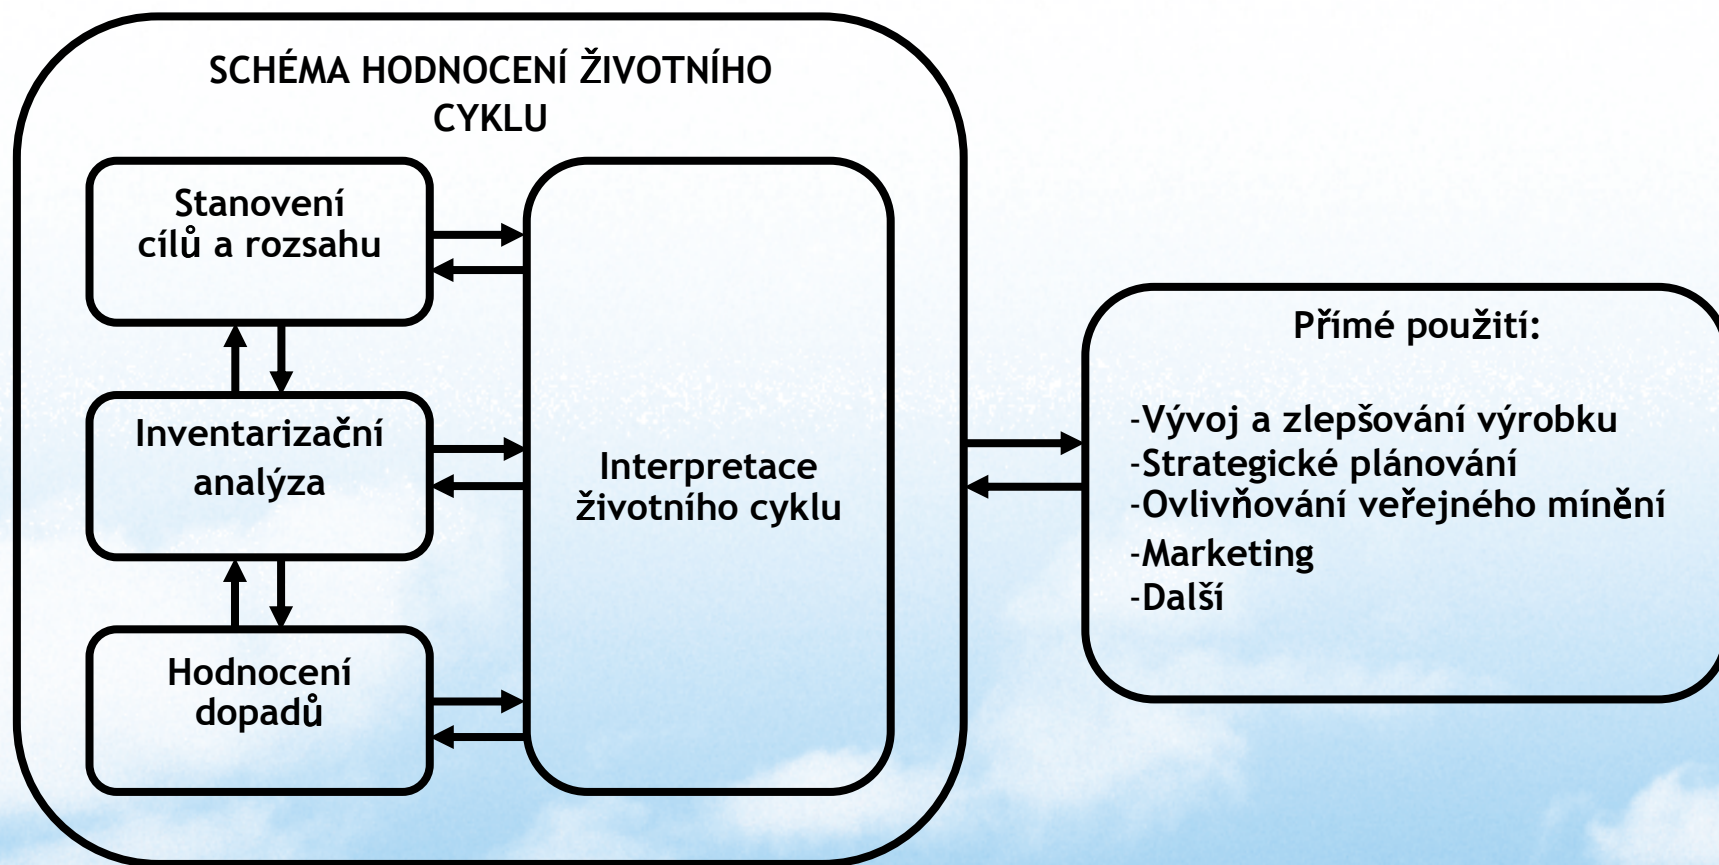 SCHÉMA HODNOCENÍ ŽIVOTNÍHO
CYKLU
Stanovení
cílů a rozsahu
Inventarizační
analýza
Hodnocení
dopadů
Interpretace
životního cyklu
Přímé použití:
-Vývoj a zlepšování výrobku
-Strategické plánování
-Ovlivňování veřejného mínění
-Marketing
-Další